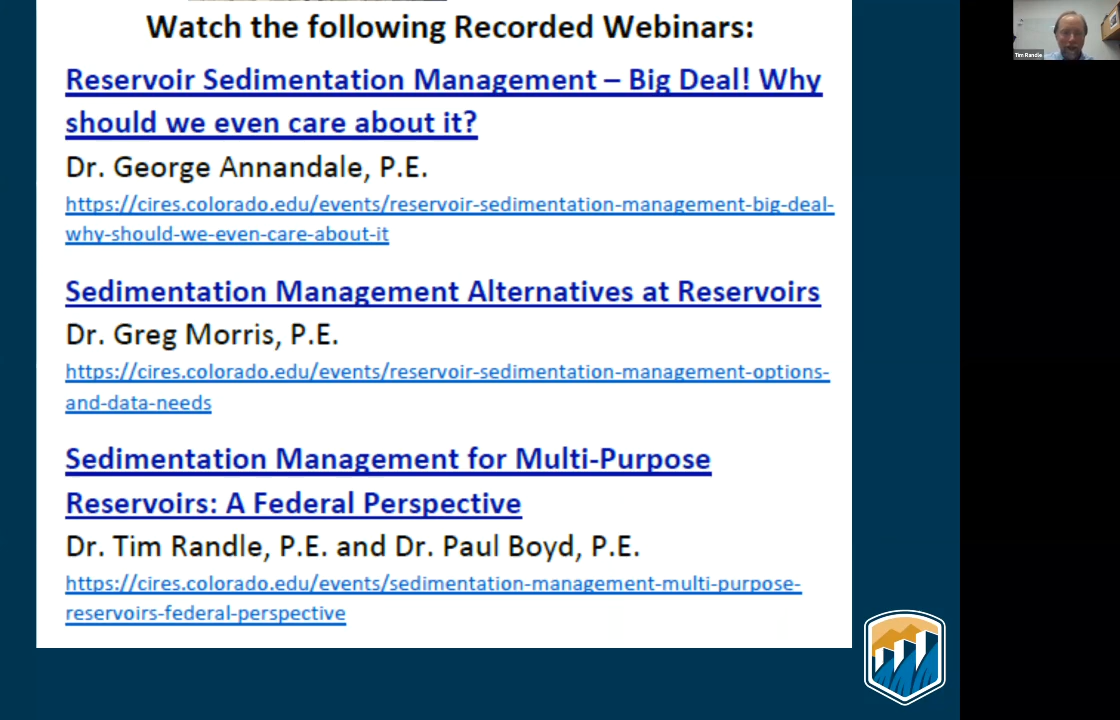 Watch the following Recorded Webinars:
Reservoir Sedimentation Management – Big Deal! Why
should we even care about it?
Dr. George Annandale, P.E.
https://cires.colorado.edu/events/reservoir-sedimentation-management-big-deal-
why-should-we-even-care-about-it
Sedimentation Management Alternatives at Reservoirs
Dr. Greg Morris, P.E.
https://cires.colorado.edu/events/reservoir-sedimentation-management-options-
and-data-needs
Sedimentation Management for Multi-Purpose
Reservoirs: A Federal Perspective
Dr. Tim Randle, P.E. and Dr. Paul Boyd, P.E.
https://cires.colorado.edu/events/sedimentation-management-multi-purpose-
reservoirs-federal-perspective
Tim Randle